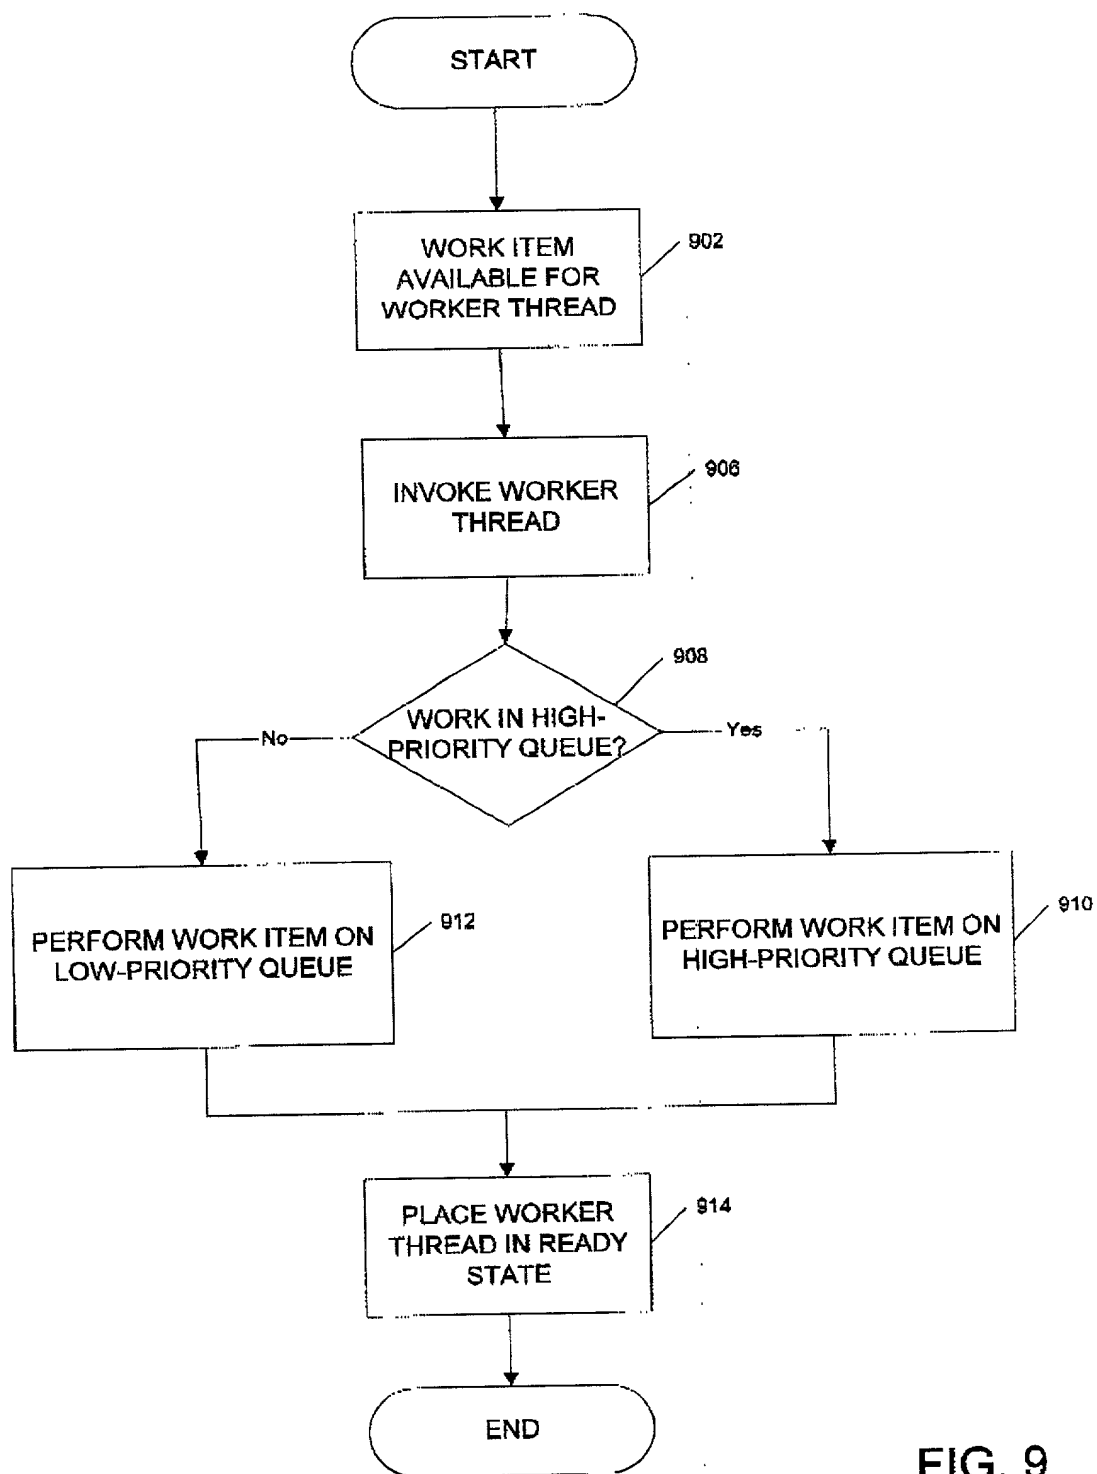 START
WORK ITEM
AVAILABLE FOR
WORKER THREAD
902
INVOKE WORKER
THREAD
906
908
WORK IN HIGH-
PRIORITY QUEUE?
No
Yes
PERFORM WORK ITEM ON
LOW-PRIORITY QUEUE
912
PERFORM WORK ITEM ON
HIGH-PRIORITY QUEUE
910
PLACE WORKER
THREAD IN READY
STATE
914
END
FIG. 9